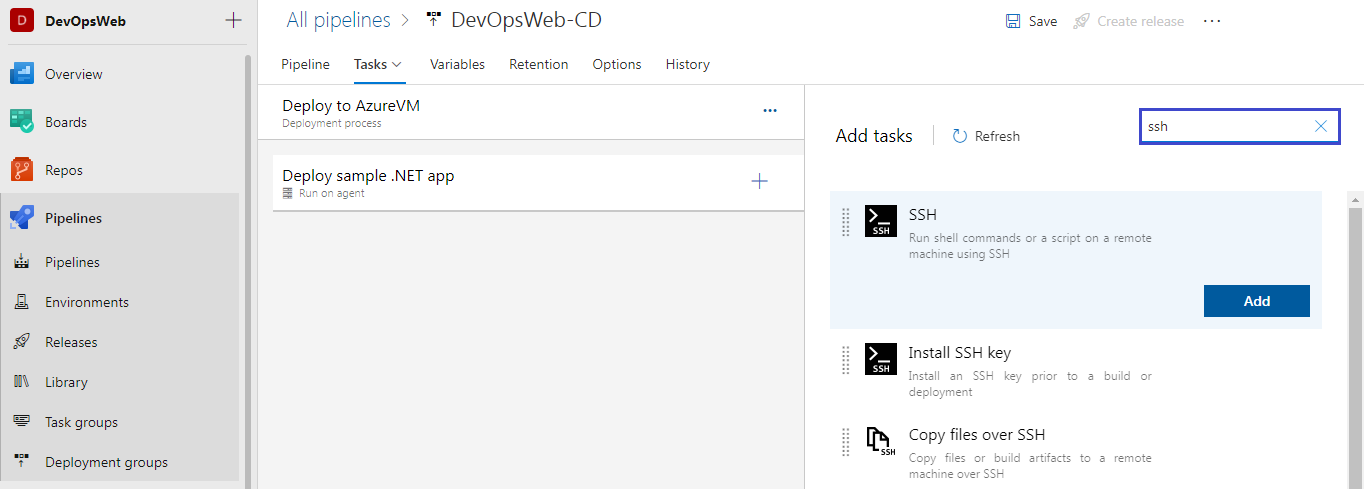 D DevOpsWeb
Overview
Boards
Repos
Pipelines
Pipelines
Environments
Releases
Library
Task groups
Deployment groups
All pipelines > DevOpsWeb-CD
Save
Create release
Pipeline
Tasks
Variables
Retention
Options
History
Deploy to AzureVM
Deployment process
Deploy sample .NET app
Run on agent
Add tasks
Refresh
ssh
SSH
SSH
Run shell commands or a script on a remote
machine using SSH
Add
SSH
Install SSH key
Install an SSH key prior to a build or
deployment
SSH
Copy files over SSH
Copy files or build artifacts to a remote
machine over SSH